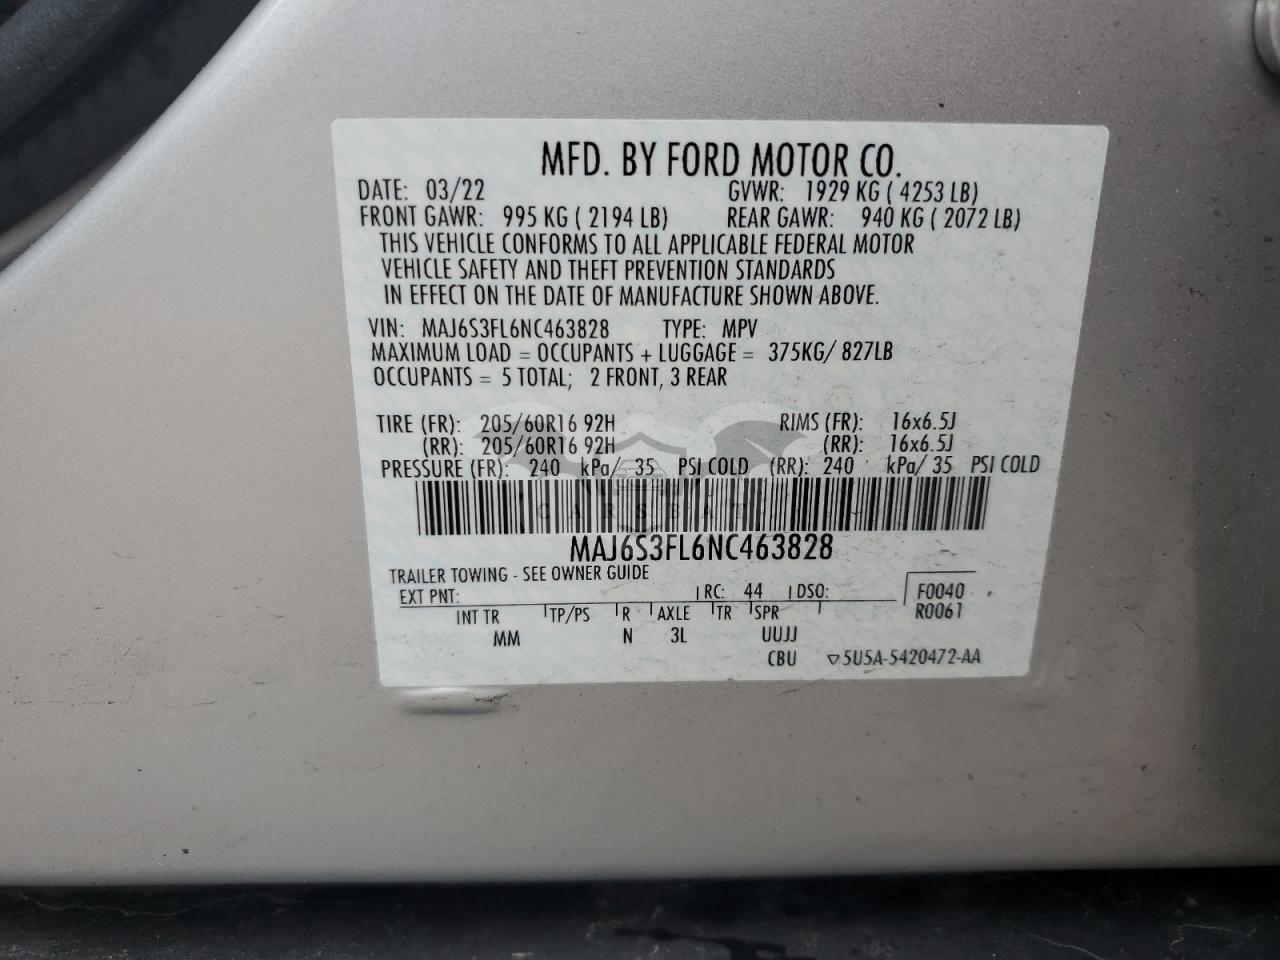 MFD. BY FORD MOTOR CO.
DATE: 03/22 GVWR: 1929 KG ( 4253 LB)
FRONT GAWR: 995 KG ( 2194 LB) REAR GAWR: 940 KG ( 2072 LB)
THIS VEHICLE CONFORMS TO ALL APPLICABLE FEDERAL MOTOR
VEHICLE SAFETY AND THEFT PREVENTION STANDARDS
IN EFFECT ON THE DATE OF MANUFACTURE SHOWN ABOVE.
VIN: MAJ6S3FL6NC463828 TYPE: MPV
MAXIMUM LOAD = OCCUPANTS + LUGGAGE = 375KG/ 827LB
OCCUPANTS = 5 TOTAL; 2 FRONT, 3 REAR
TIRE (FR): 205/60R16 92H RIMS (FR): 16x6.5J
(RR): 205/60R16 92H (RR): 16x6.5J
PRESSURE (FR): 240 kPa/ 35 PSI COLD (RR): 240 kPa/ 35 PSI COLD
MAJ6S3FL6NC463828
TRAILER TOWING - SEE OWNER GUIDE
EXT PNT: RC: 44 DSO: F0040
INT TR TP/PS R AXLE TR SPR R0061
MM N 3L UUJJ
CBU ▽5U5A-5420472-AA